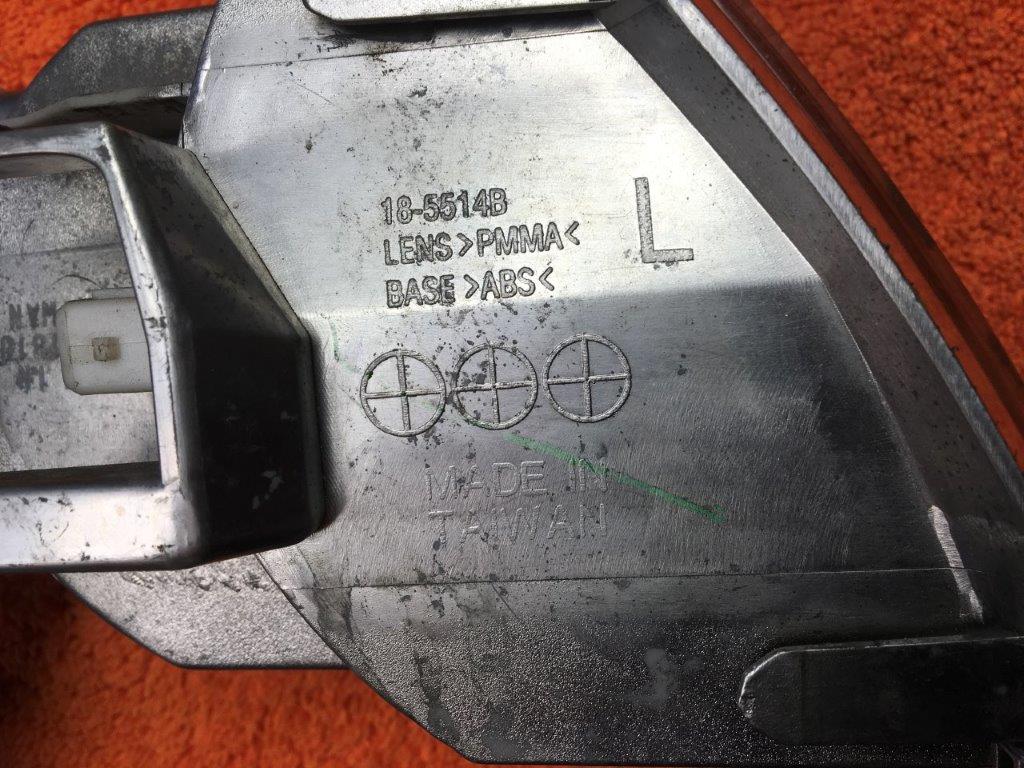 18-5514B
LENS >PMMA<
BASE >ABS<
L
MADE IN
TAIWAN